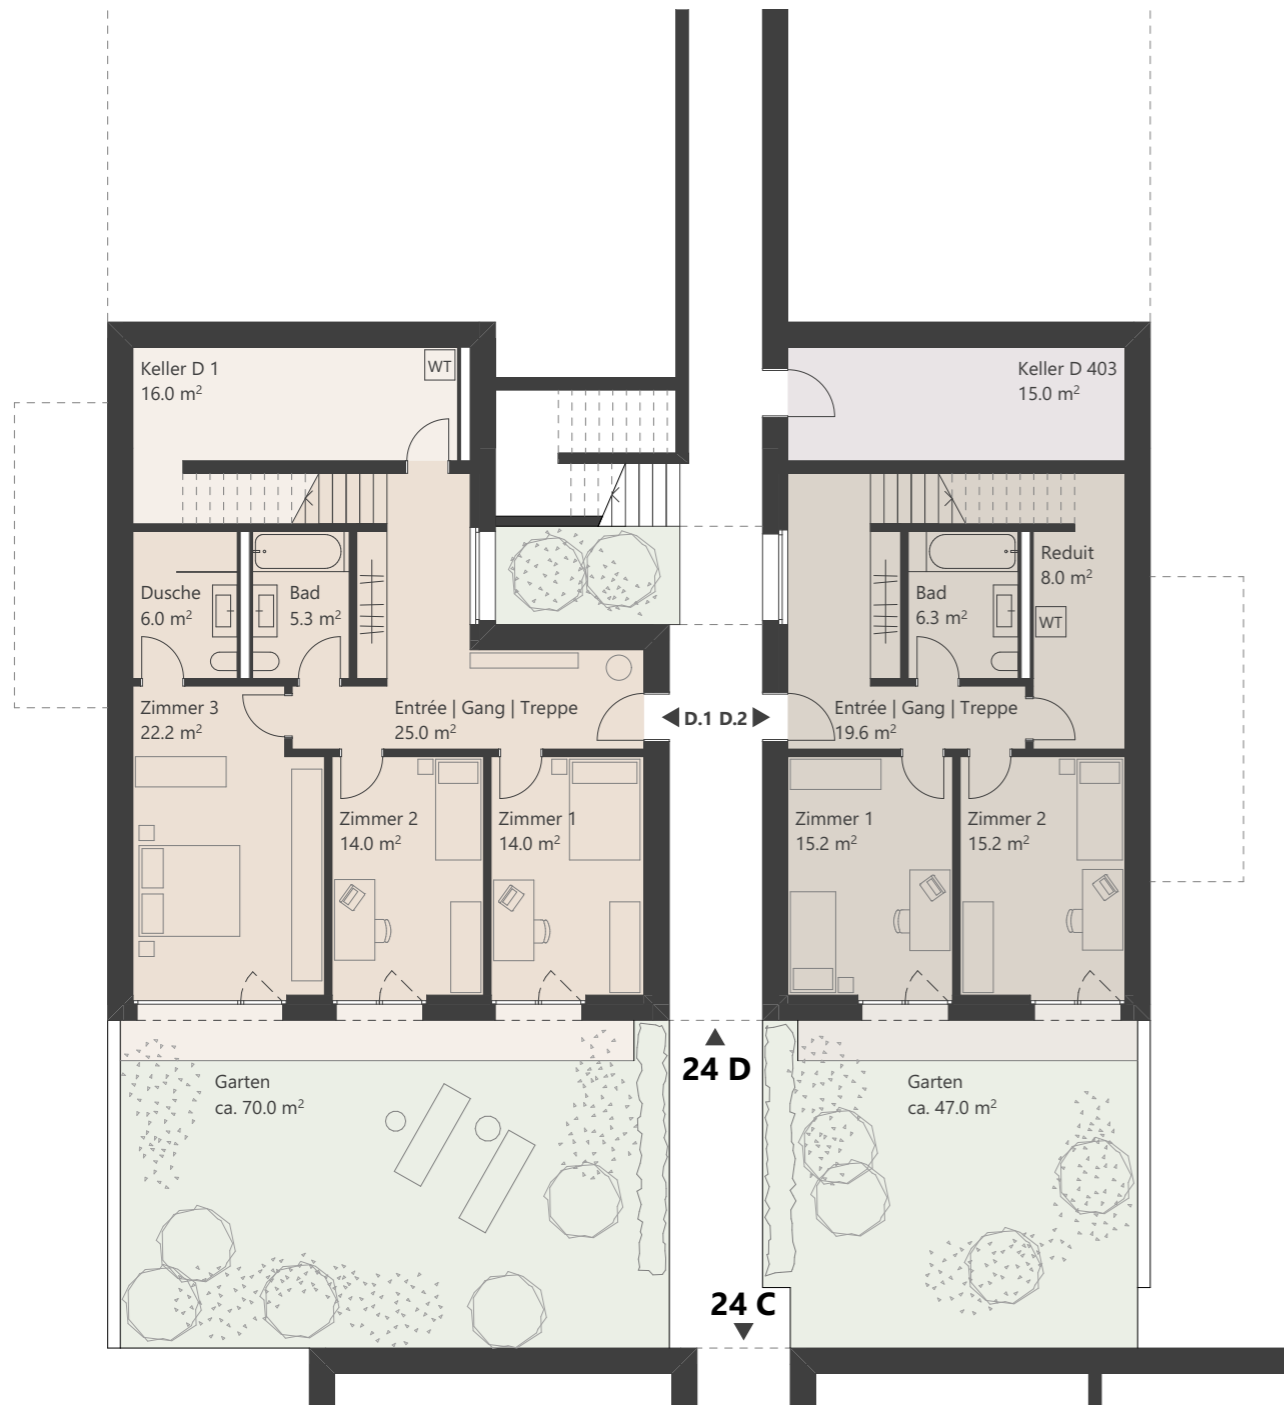 Keller D 1
16.0 m²
WT
Keller D 403
15.0 m²
Dusche
6.0 m²
Bad
5.3 m²
Bad
6.3 m²
Reduit
8.0 m²
WT
Zimmer 3
22.2 m²
Entrée | Gang | Treppe
25.0 m²
D.1 D.2
Entrée | Gang | Treppe
19.6 m²
Zimmer 2
14.0 m²
Zimmer 1
14.0 m²
Zimmer 1
15.2 m²
Zimmer 2
15.2 m²
24 D
Garten
ca. 70.0 m²
Garten
ca. 47.0 m²
24 C